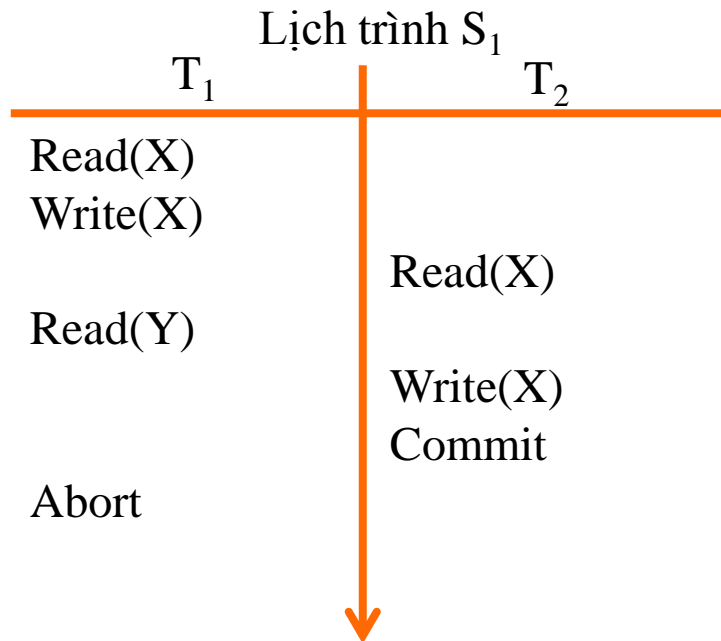 Lịch trình S₁
T₁ T₂
Read(X)
Write(X)
Read(X)
Read(Y)
Write(X)
Commit
Abort